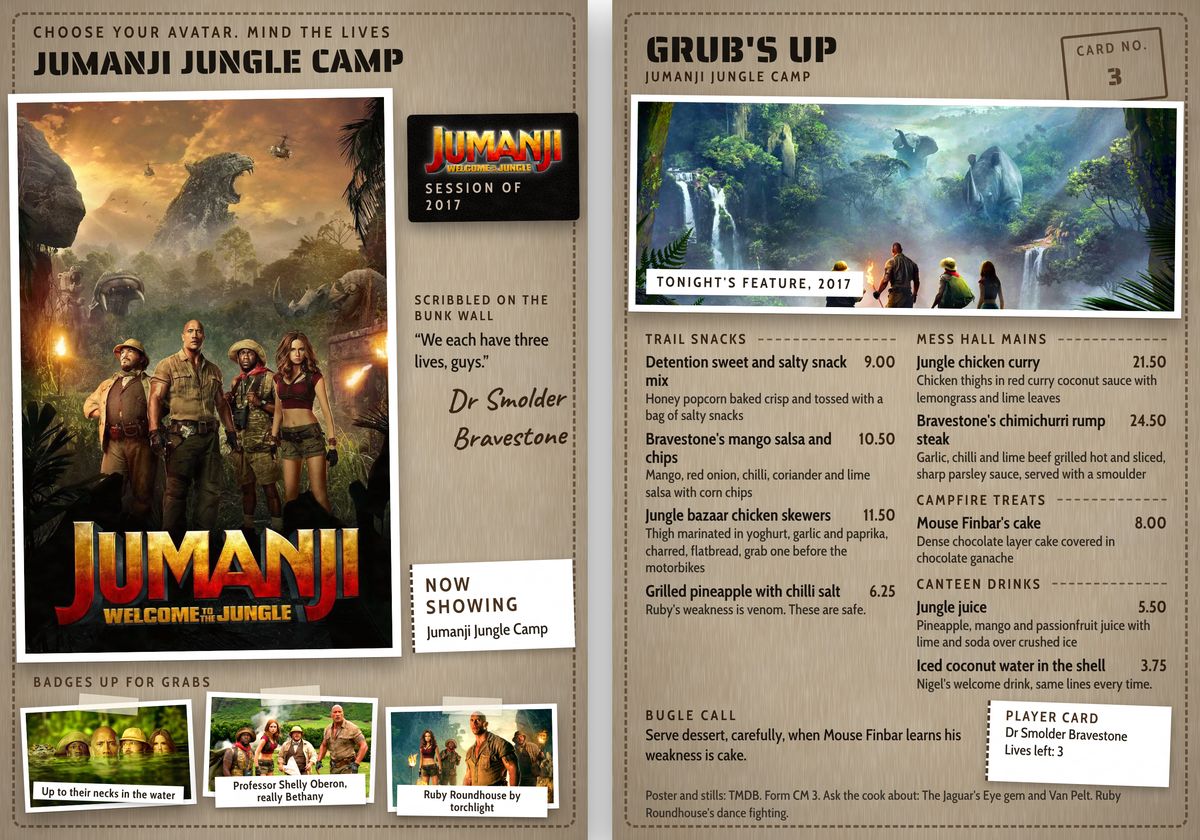 CHOOSE YOUR AVATAR. MIND THE LIVES
JUMANJI JUNGLE CAMP
JUMANJI
WELCOME TO THE JUNGLE
JUMANJI
WELCOME TO THE JUNGLE
SESSION OF
2017
SCRIBBLED ON THE
BUNK WALL
“We each have three
lives, guys.”
Dr Smolder
Bravestone
NOW
SHOWING
Jumanji Jungle Camp
BADGES UP FOR GRABS
Up to their necks in the water
Professor Shelly Oberon,
really Bethany
Ruby Roundhouse by
torchlight
GRUB'S UP
JUMANJI JUNGLE CAMP
CARD NO.
3
TONIGHT'S FEATURE, 2017
TRAIL SNACKS
Detention sweet and salty snack 9.00
mix
Honey popcorn baked crisp and tossed with a
bag of salty snacks
Bravestone's mango salsa and 10.50
chips
Mango, red onion, chilli, coriander and lime
salsa with corn chips
Jungle bazaar chicken skewers 11.50
Thigh marinated in yoghurt, garlic and paprika,
charred, flatbread, grab one before the
motorbikes
Grilled pineapple with chilli salt 6.25
Ruby's weakness is venom. These are safe.
MESS HALL MAINS
Jungle chicken curry 21.50
Chicken thighs in red curry coconut sauce with
lemongrass and lime leaves
Bravestone's chimichurri rump 24.50
steak
Garlic, chilli and lime beef grilled hot and sliced,
sharp parsley sauce, served with a smoulder
CAMPFIRE TREATS
Mouse Finbar's cake 8.00
Dense chocolate layer cake covered in
chocolate ganache
CANTEEN DRINKS
Jungle juice 5.50
Pineapple, mango and passionfruit juice with
lime and soda over crushed ice
Iced coconut water in the shell 3.75
Nigel's welcome drink, same lines every time.
BUGLE CALL
Serve dessert, carefully, when Mouse Finbar learns his
weakness is cake.
PLAYER CARD
Dr Smolder Bravestone
Lives left: 3
Poster and stills: TMDB. Form CM 3. Ask the cook about: The Jaguar's Eye gem and Van Pelt. Ruby
Roundhouse's dance fighting.